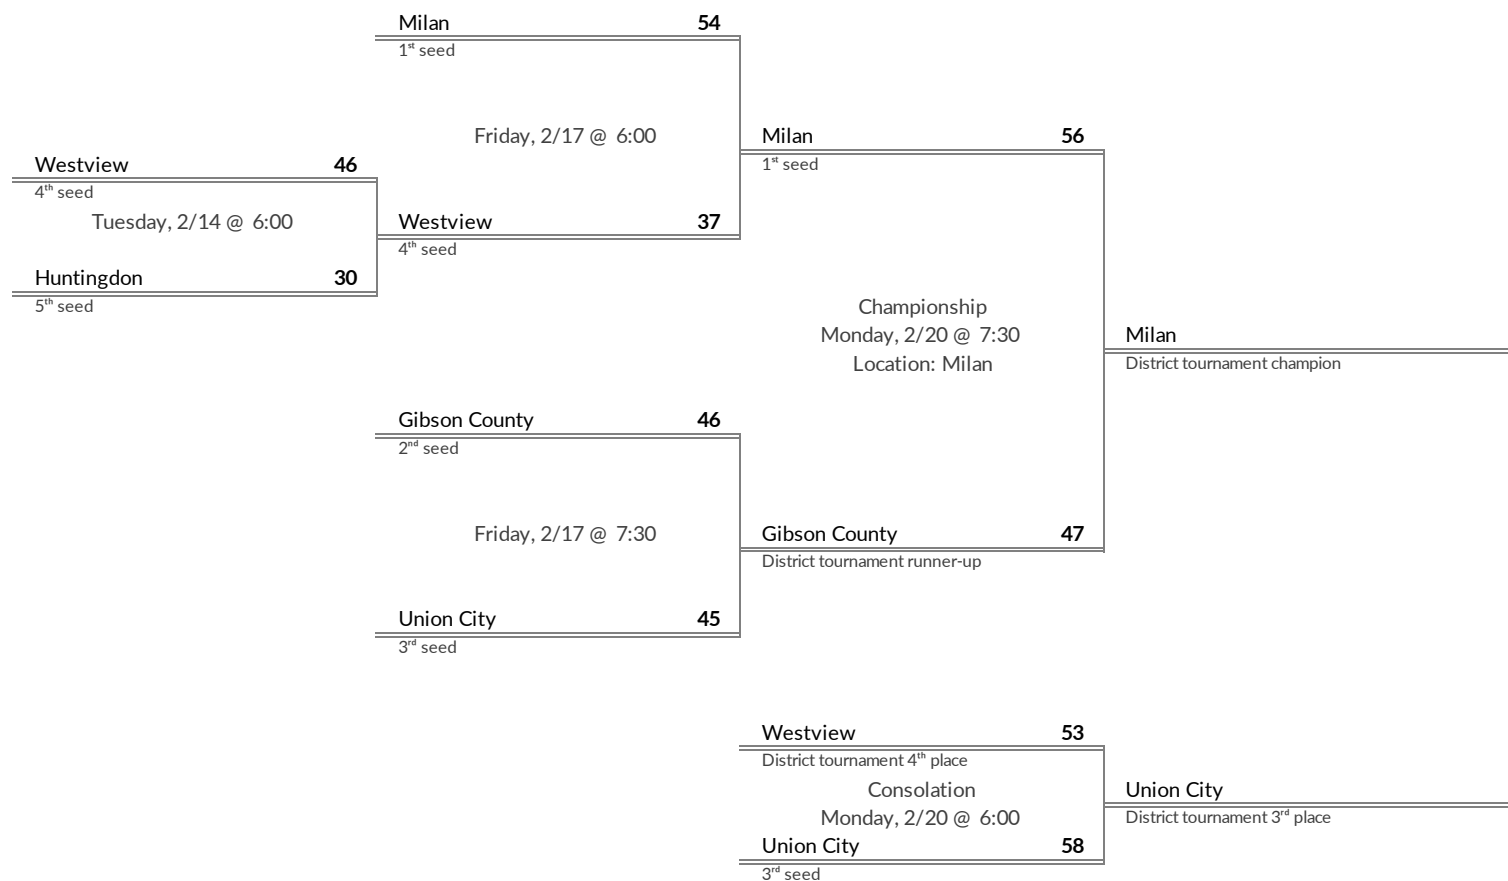 Milan 54
1st seed
Friday, 2/17 @ 6:00
Milan 56
1st seed
Westview 46
4th seed
Tuesday, 2/14 @ 6:00
Westview 37
4th seed
Huntingdon 30
5th seed
Championship
Monday, 2/20 @ 7:30
Location: Milan
Milan
District tournament champion
Gibson County 46
2nd seed
Friday, 2/17 @ 7:30
Gibson County 47
District tournament runner-up
Union City 45
3rd seed
Westview 53
District tournament 4th place
Consolation
Monday, 2/20 @ 6:00
Union City
District tournament 3rd place
Union City 58
3rd seed